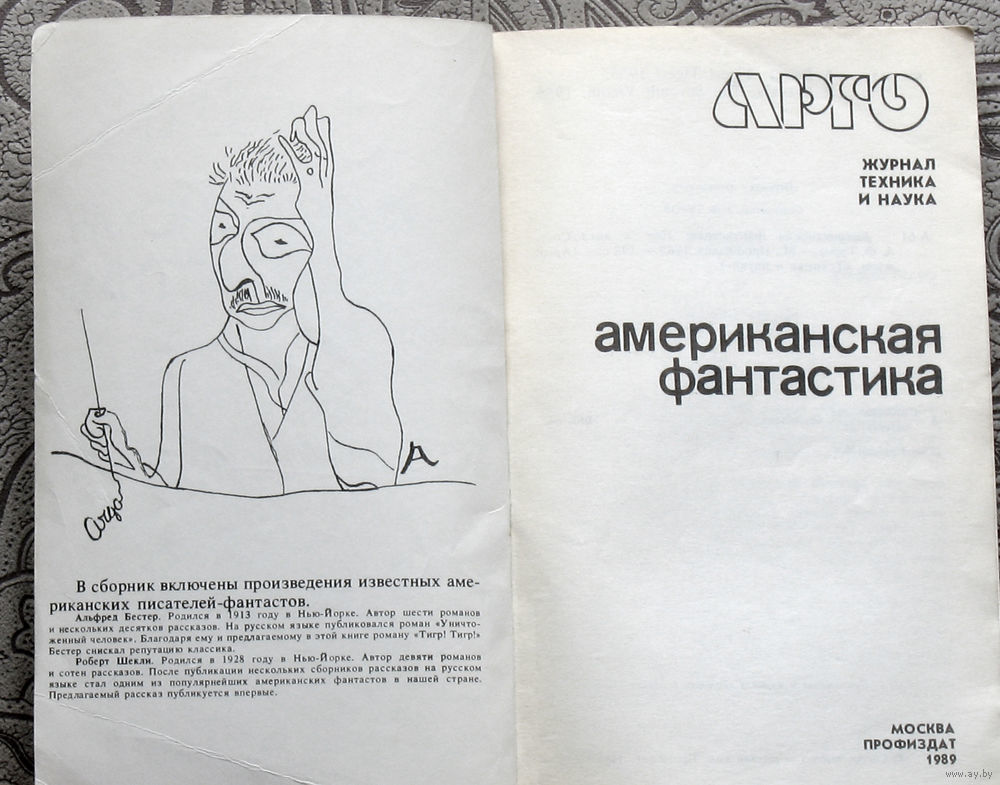 A
argo
В сборник включены произведения известных аме-
риканских писателей-фантастов.
Альфред Бестер. Родился в 1913 году в Нью-Йорке. Автор шести романов
и нескольких десятков рассказов. На русском языке публиковался роман «Уничто-
женный человек». Благодаря ему и предлагаемому в этой книге роману «Тигр! Тигр!»
Бестер снискал репутацию классика.
Роберт Шекли. Родился в 1928 году в Нью-Йорке. Автор девяти романов
и сотен рассказов. После публикации нескольких сборников рассказов на русском
языке стал одним из популярнейших американских фантастов в нашей стране.
Предлагаемый рассказ публикуется впервые.
АРГО
ЖУРНАЛ
ТЕХНИКА
И НАУКА
американская
фантастика
МОСКВА
ПРОФИЗДАТ
1989
www.ay.by